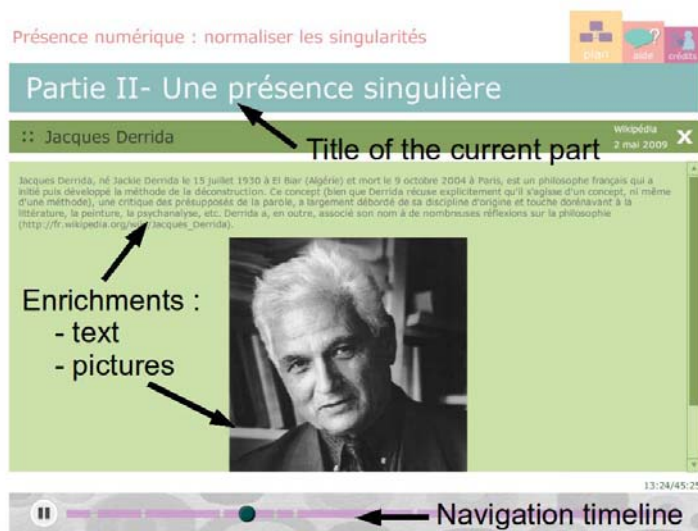 Présence numérique : normaliser les singularités
plan
aide
crédits
Partie II- Une présence singulière
:: Jacques Derrida
Wikipédia
2 mai 2009
X
Title of the current part
Jacques Derrida, né Jackie Derrida le 15 juillet 1930 à El Biar (Algérie) et mort le 9 octobre 2004 à Paris, est un philosophe français qui a
initié puis développé la méthode de la déconstruction. Ce concept (bien que Derrida récuse explicitement qu'il s'agisse d'un concept, ni même
d'une méthode), une critique des présupposés de la parole, a largement débordé de sa discipline d'origine et touche dorénavant à la
littérature, la peinture, la psychanalyse, etc. Derrida a, en outre, associé son nom à de nombreuses réflexions sur la philosophie
(http://fr.wikipedia.org/wiki/Jacques_Derrida).
Enrichments :
- text
- pictures
13:24/45:25
Navigation timeline